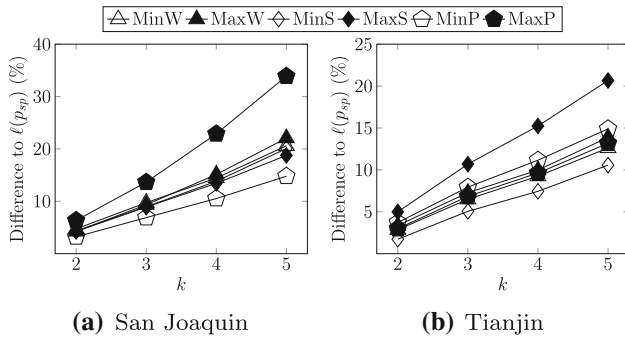 MinW MaxW MinS MaxS MinP MaxP
Difference to ℓ(p_sp) (%)
40
30
20
10
2 3 4 5
k
(a) San Joaquin
Difference to ℓ(p_sp) (%)
25
20
15
10
5
2 3 4 5
k
(b) Tianjin